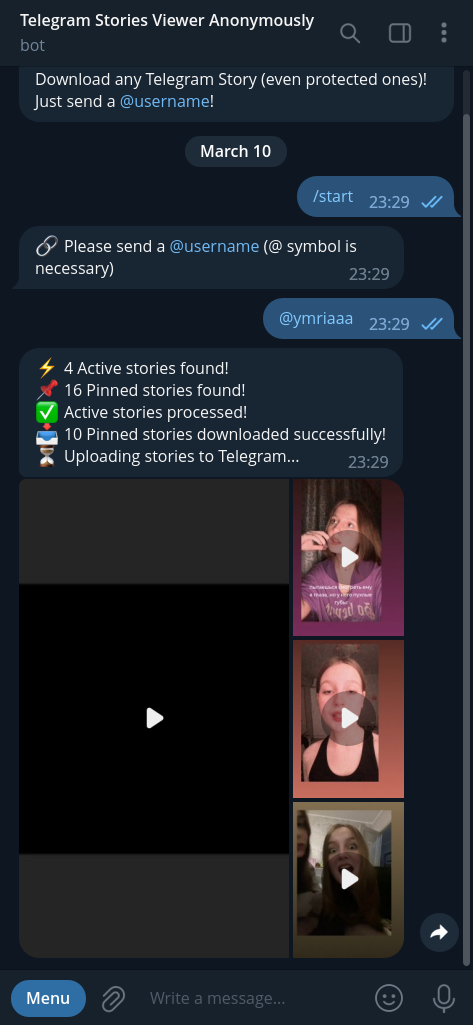 Telegram Stories Viewer Anonymously
bot
Download any Telegram Story (even protected ones)!
Just send a @username!
March 10
/start 23:29
🔗 Please send a @username (@ symbol is
necessary) 23:29
@ymriaaa 23:29
⚡ 4 Active stories found!
📌 16 Pinned stories found!
✅ Active stories processed!
📥 10 Pinned stories downloaded successfully!
⏳ Uploading stories to Telegram... 23:29
Menu
Write a message...